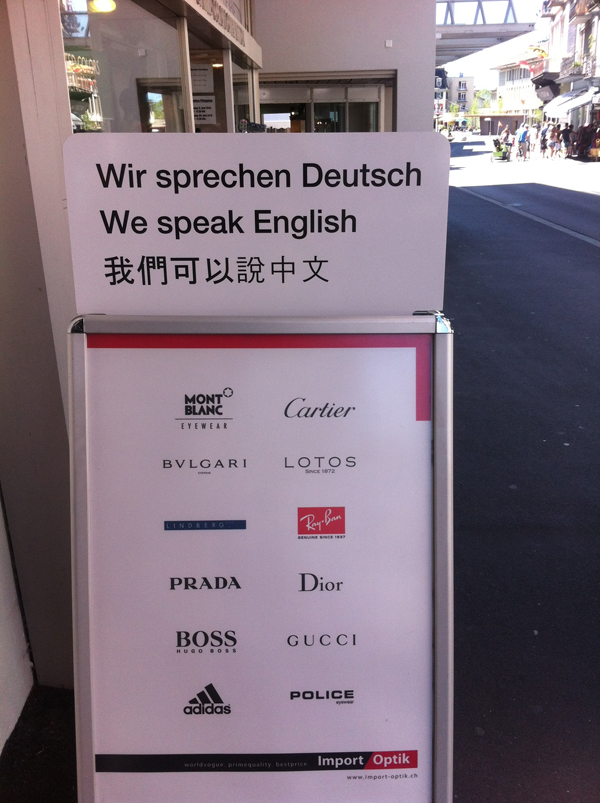 Wir sprechen Deutsch
We speak English
我們可以說中文
MONT
BLANC
EYEWEAR
Cartier
BVLGARI
LOTOS
SINCE 1872
LINDBERG
Ray-Ban
GENUINE SINCE 1937
PRADA
Dior
BOSS
HUGO BOSS
GUCCI
adidas
POLICE
eyewear
worldvogue primequality bestprice Import Optik
www.import-optik.ch